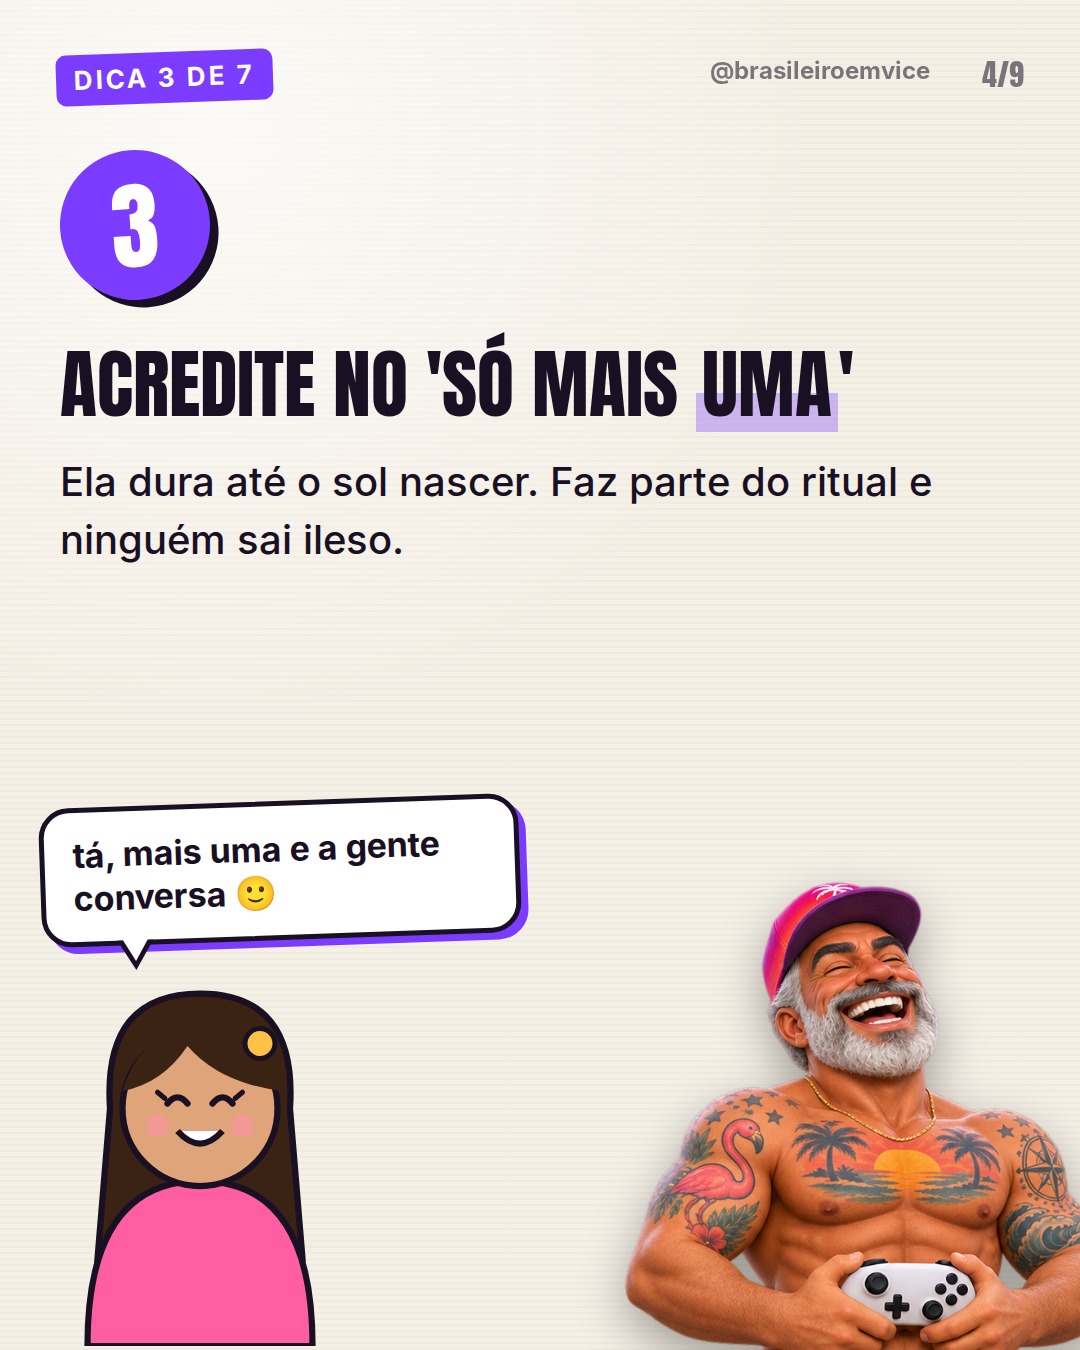 DICA 3 DE 7
@brasileiroemvice
4/9
3
ACREDITE NO 'SÓ MAIS UMA'
Ela dura até o sol nascer. Faz parte do ritual e
ninguém sai ileso.
tá, mais uma e a gente
conversa 🙂